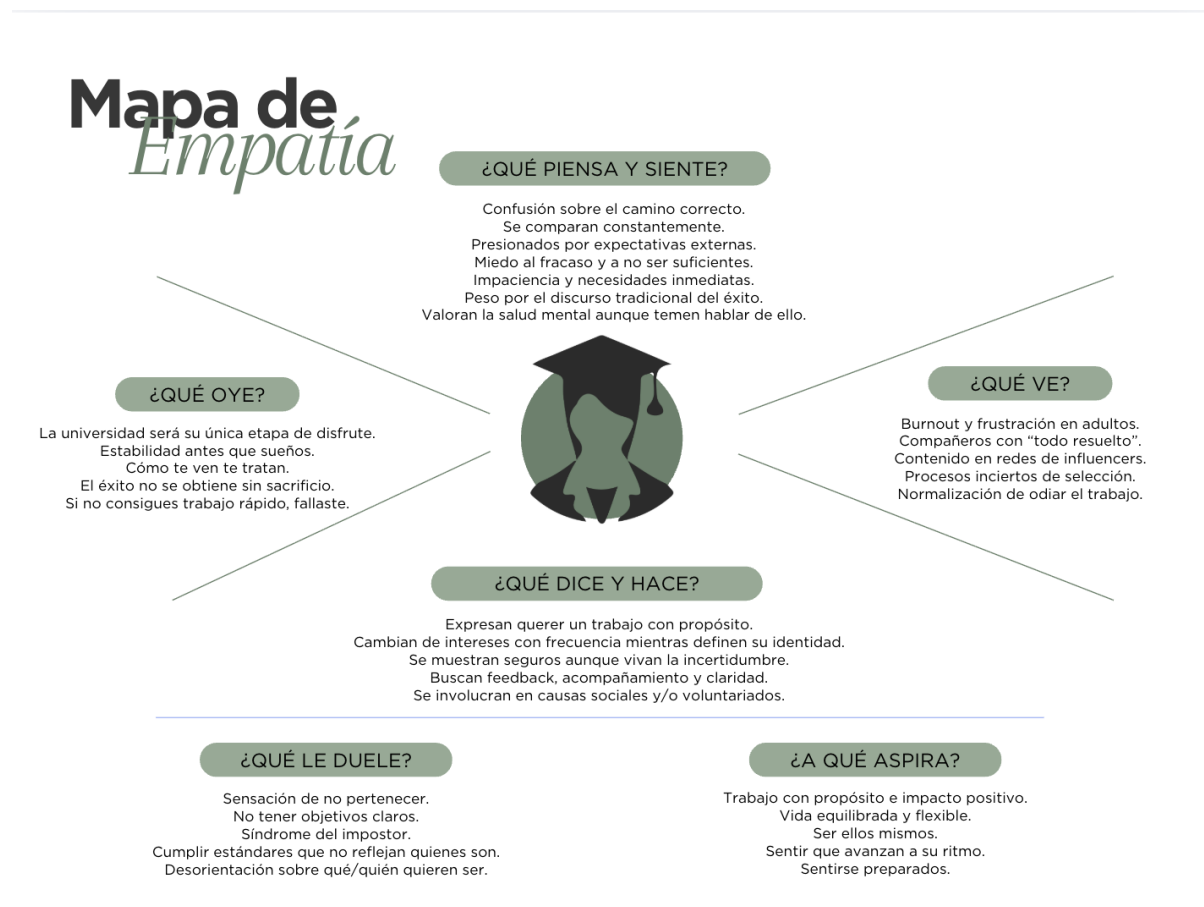 Mapa de
Empatía
¿QUÉ PIENSA Y SIENTE?
Confusión sobre el camino correcto.
Se comparan constantemente.
Presionados por expectativas externas.
Miedo al fracaso y a no ser suficientes.
Impaciencia y necesidades inmediatas.
Peso por el discurso tradicional del éxito.
Valoran la salud mental aunque temen hablar de ello.
¿QUÉ OYE?
La universidad será su única etapa de disfrute.
Estabilidad antes que sueños.
Cómo te ven te tratan.
El éxito no se obtiene sin sacrificio.
Si no consigues trabajo rápido, fallaste.
¿QUÉ VE?
Burnout y frustración en adultos.
Compañeros con “todo resuelto”.
Contenido en redes de influencers.
Procesos inciertos de selección.
Normalización de odiar el trabajo.
¿QUÉ DICE Y HACE?
Expresan querer un trabajo con propósito.
Cambian de intereses con frecuencia mientras definen su identidad.
Se muestran seguros aunque vivan la incertidumbre.
Buscan feedback, acompañamiento y claridad.
Se involucran en causas sociales y/o voluntariados.
¿QUÉ LE DUELE?
Sensación de no pertenecer.
No tener objetivos claros.
Síndrome del impostor.
Cumplir estándares que no reflejan quienes son.
Desorientación sobre qué/quién quieren ser.
¿A QUÉ ASPIRA?
Trabajo con propósito e impacto positivo.
Vida equilibrada y flexible.
Ser ellos mismos.
Sentir que avanzan a su ritmo.
Sentirse preparados.